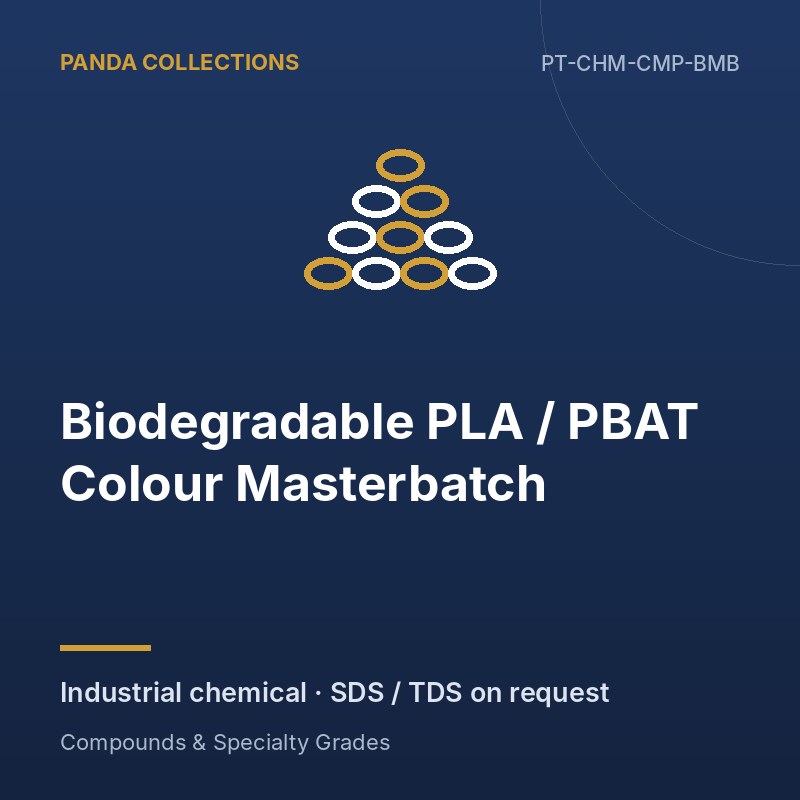 PANDA COLLECTIONS
PT-CHM-CMP-BMB
Biodegradable PLA / PBAT
Colour Masterbatch
Industrial chemical · SDS / TDS on request
Compounds & Specialty Grades